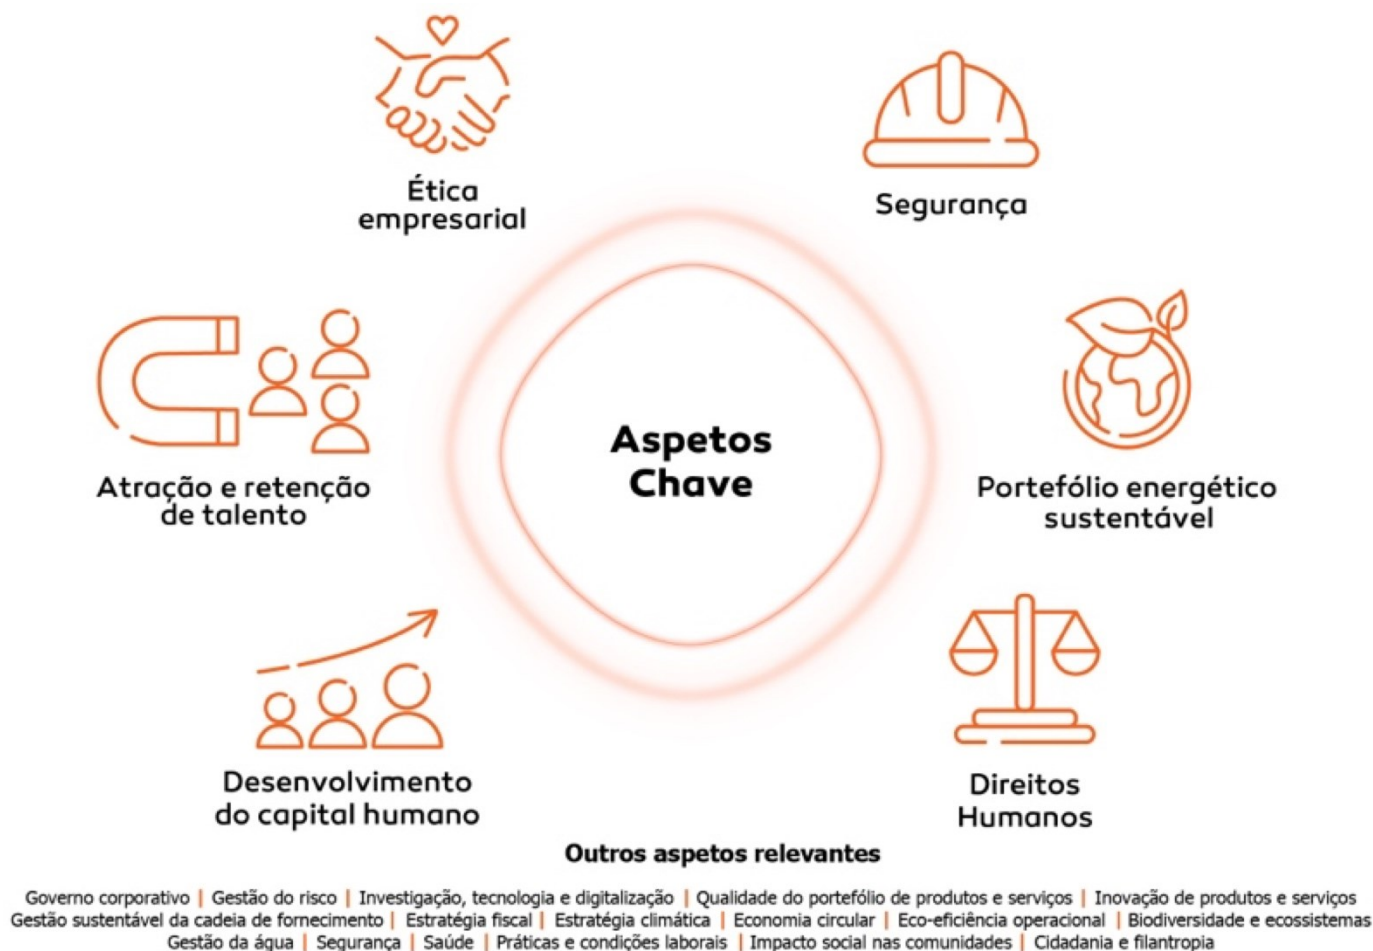 Ética
empresarial
Segurança
Atração e retenção
de talento
Aspetos
Chave
Portefólio energético
sustentável
Desenvolvimento
do capital humano
Direitos
Humanos
Outros aspetos relevantes
Governo corporativo | Gestão do risco | Investigação, tecnologia e digitalização | Qualidade do portefólio de produtos e serviços | Inovação de produtos e serviços
Gestão sustentável da cadeia de fornecimento | Estratégia fiscal | Estratégia climática | Economia circular | Eco-eficiência operacional | Biodiversidade e ecossistemas
Gestão da água | Segurança | Saúde | Práticas e condições laborais | Impacto social nas comunidades | Cidadania e filantropia